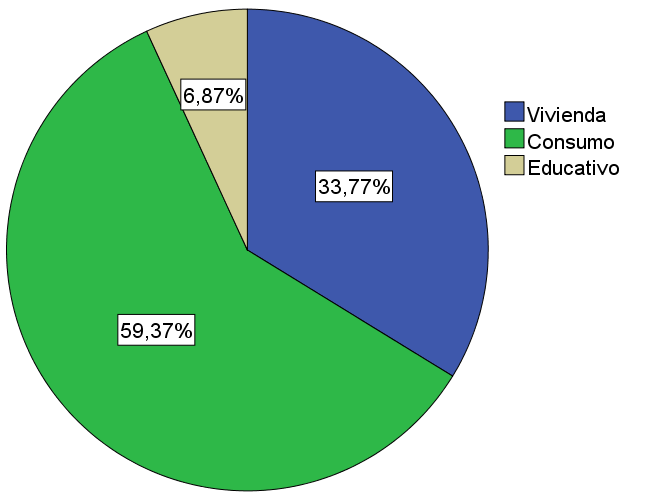 6,87%
33,77%
59,37%
Vivienda
Consumo
Educativo